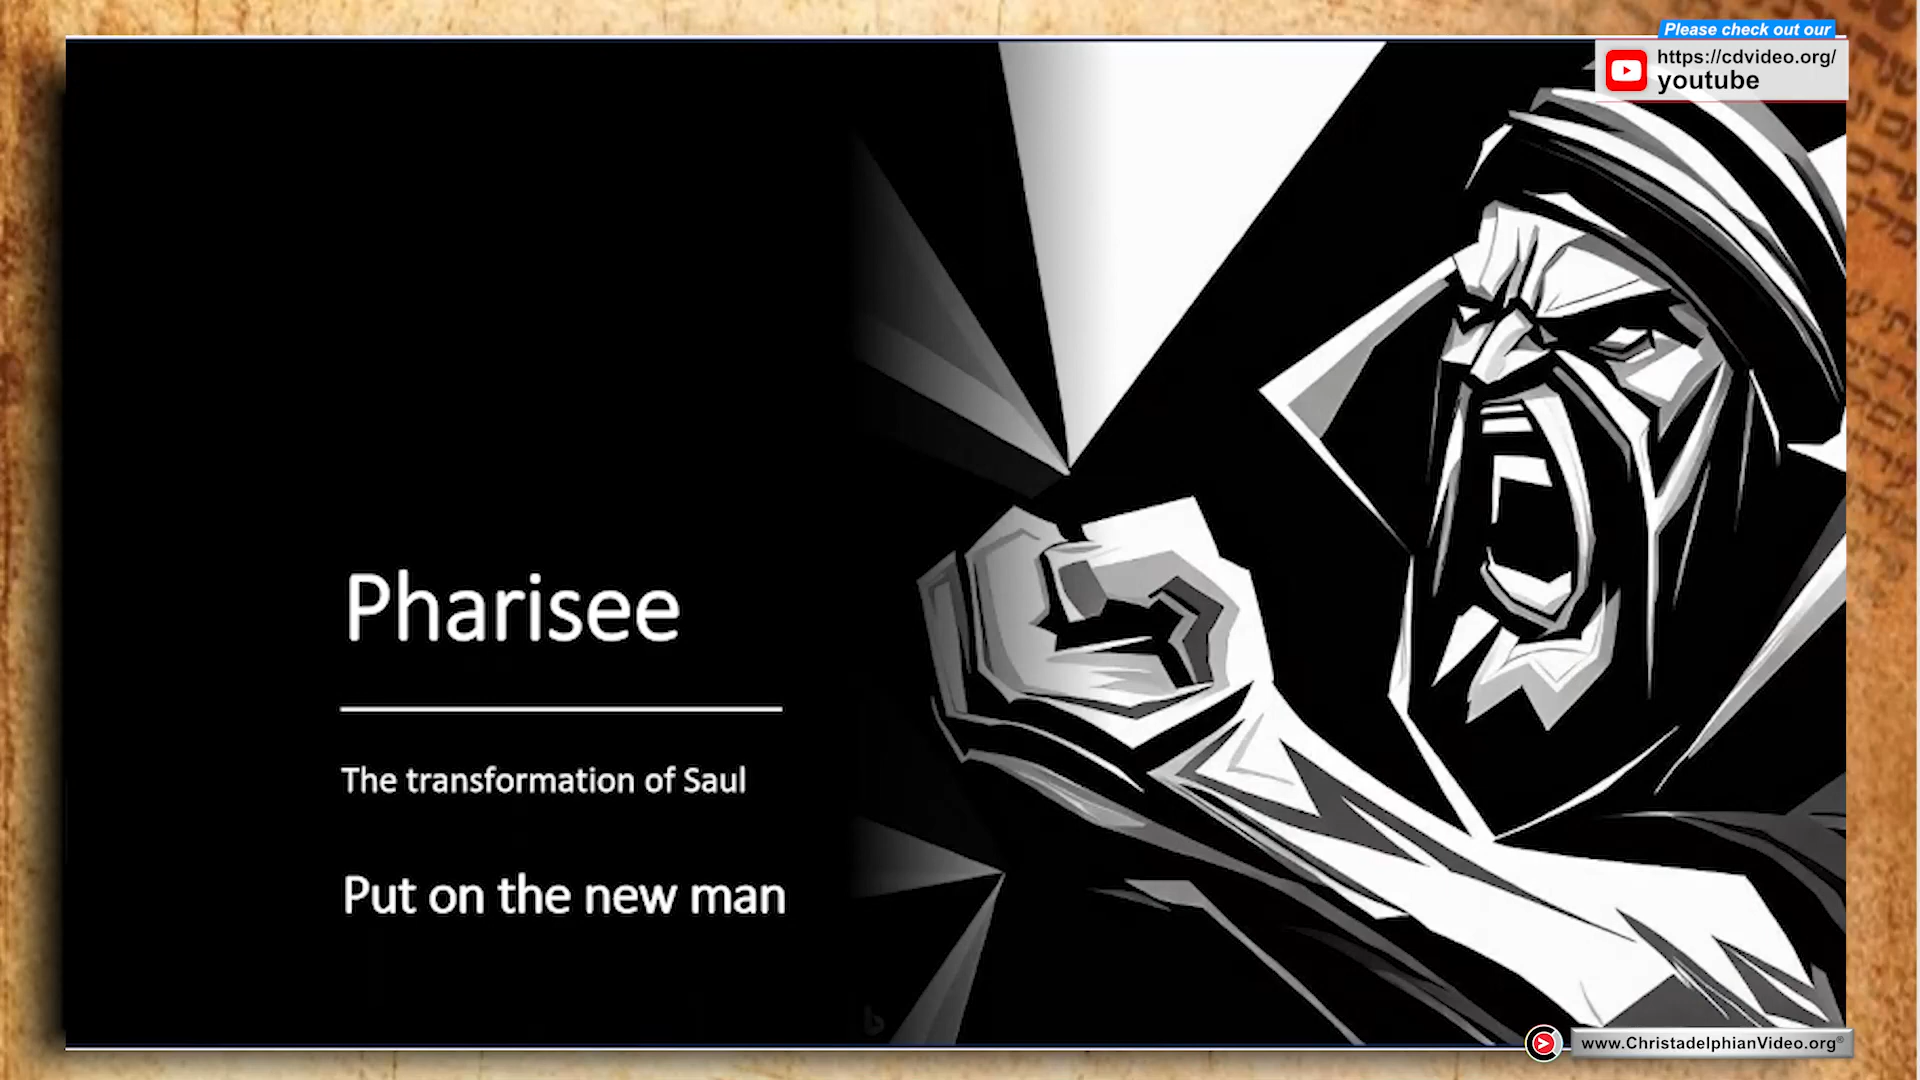 Please check out our
https://cdvideo.org/
youtube
Pharisee
The transformation of Saul
Put on the new man
www.ChristadelphianVideo.org®